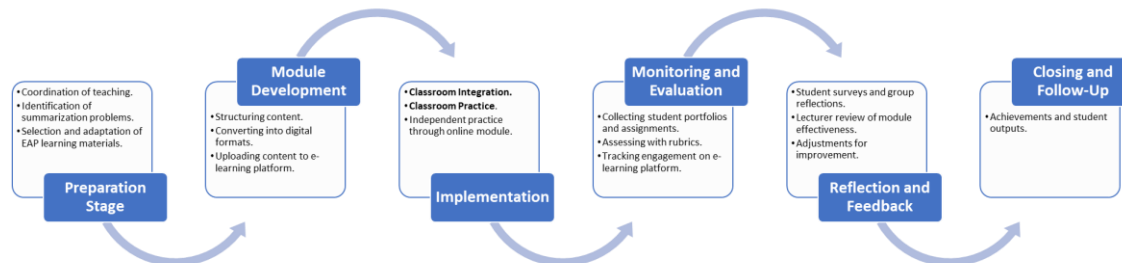 • Coordination of teaching.
• Identification of
summarization problems.
• Selection and adaptation of
EAP learning materials.
Preparation
Stage
Module
Development
• Structuring content.
• Converting into digital
formats.
• Uploading content to e-
learning platform.
• Classroom Integration.
• Classroom Practice.
• Independent practice
through online module.
Implementation
Monitoring and
Evaluation
• Collecting student portfolios
and assignments.
• Assessing with rubrics.
• Tracking engagement on e-
learning platform.
• Student surveys and group
reflections.
• Lecturer review of module
effectiveness.
• Adjustments for
improvement.
Reflection and
Feedback
Closing and
Follow-Up
• Achievements and student
outputs.